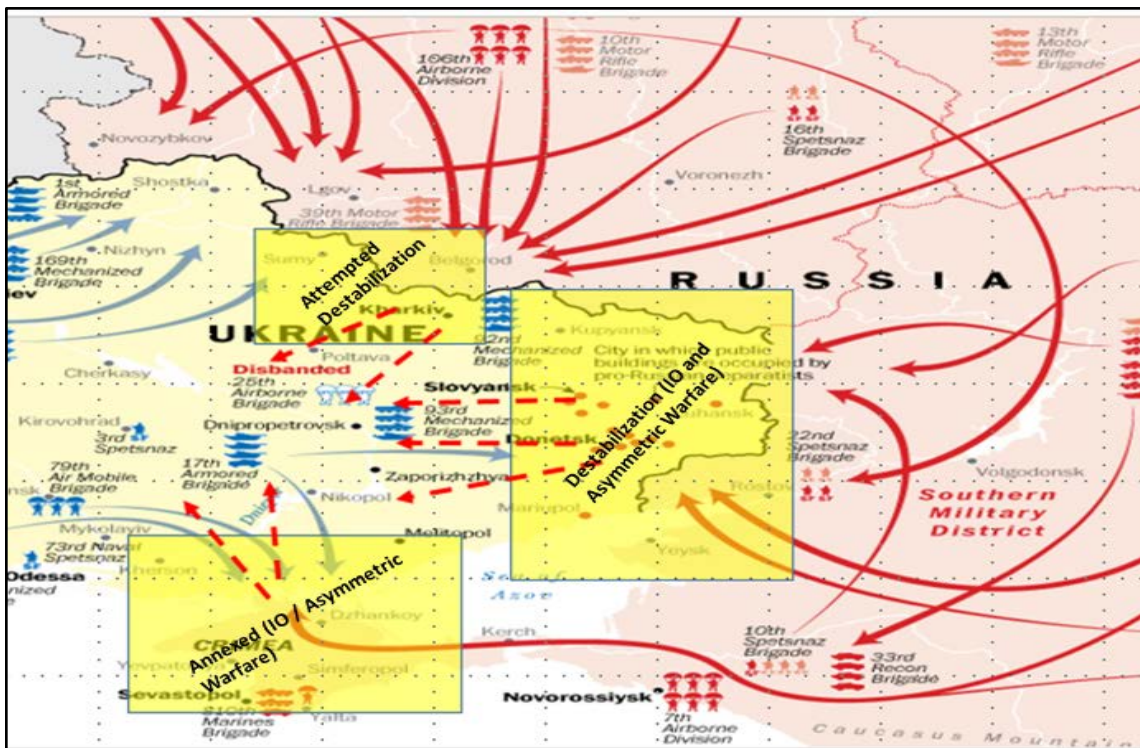 106th
Airborne
Division
10th
Motor
Rifle
Brigade
13th
Motor
Rifle
Brigade
16th
Spetsnaz
Brigade
Novozybkov
1st
Armored
Brigade
Shostka
Lgov
39th Motor
Rifle Brigade
Voronezh
Nizhyn
169th
Mechanized
Brigade
Sumy
Attempted
Destabilization
Belgorod
RUSSIA
Kharkiv
UKRAINE
92nd
Mechanized
Brigade
Kupyansk
Poltava
City in which public
buildings are occupied by
pro-Russian separatists
Cherkasy
Disbanded
25th
Airborne
Brigade
Slovyansk
Destabilization (IO and
Asymmetric Warfare)
Luhansk
Kirovohrad
3rd
Spetsnaz
Dnipropetrovsk
93rd
Mechanized
Brigade
Donetsk
22nd
Spetsnaz
Brigade
79th
Air Mobile
Brigade
17th
Armored
Brigade
Zaporizhzhya
Nikopol
Rostov
Volgodonsk
Southern
Military
District
Mykolayiv
Mariupol
Melitopol
73rd Naval
Spetsnaz
Kherson
Yeysk
Odessa
Sea of
Azov
Annexed (IO / Asymmetric
Warfare)
Dzhankoy
CRIMEA
Kerch
10th
Spetsnaz
Brigade
33rd
Recon
Brigade
Yevpatoriya
Simferopol
Sevastopol
810th
Marines
Brigade
Yalta
Novorossiysk
7th
Airborne
Division
Caucasus Mountain